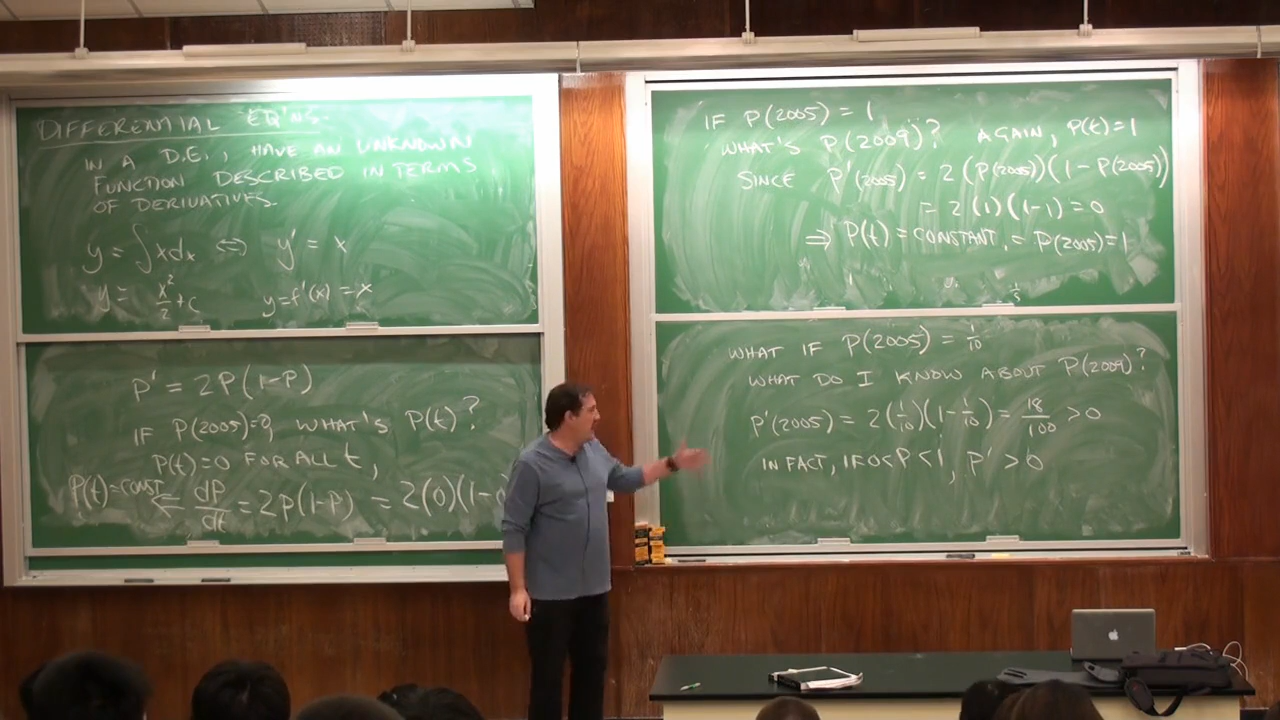 DIFFERENTIAL EQ'NS.
IN A D.E., HAVE AN UNKNOWN
FUNCTION DESCRIBED IN TERMS
OF DERIVATIVES.
y = ∫xdx ⇔ y' = x
y = x²/2 + c y = f'(x) = x
P' = 2P(1-P)
IF P(2005)=0, WHAT'S P(t)?
P(t)=0 FOR ALL t,
P(t)=CONST ⇐ dP/dt = 2P(1-P) = 2(0)(1-0
IF P(2005) = 1
WHAT'S P(2009)? AGAIN, P(t)=1
SINCE P'(2005) = 2(P(2005))(1-P(2005))
= 2(1)(1-1)=0
⇒ P(t)=CONSTANT, = P(2005)=1
WHAT IF P(2005) = 1/10
WHAT DO I KNOW ABOUT P(2009)?
P'(2005) = 2(1/10)(1-1/10) = 18/100 >0
IN FACT, IF 0<P<1, P' >0